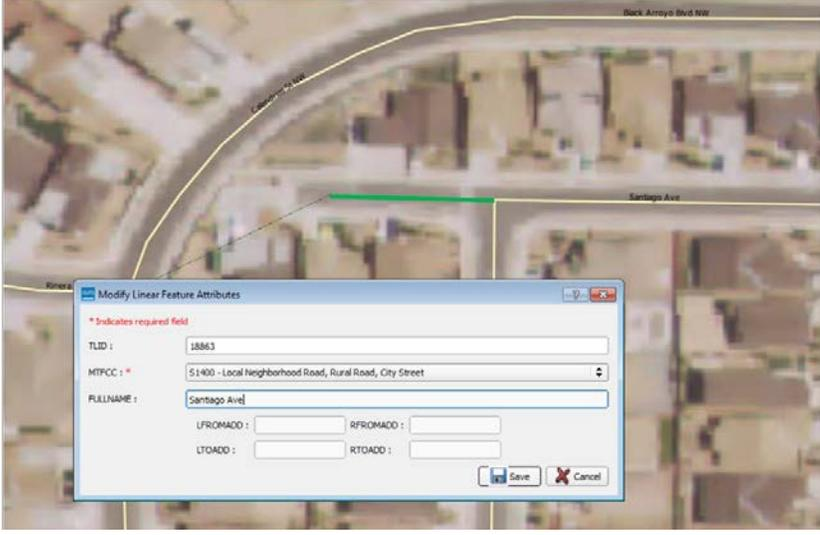 Black Arroyo Blvd NW
Santiago Ave
Modify Linear Feature Attributes
* Indicates required field
TLID :
18863
MTFCC : *
S1400 - Local Neighborhood Road, Rural Road, City Street
FULLNAME :
Santiago Ave
LFROMADD :
RFROMADD :
LTOADD :
RTOADD :
Save
Cancel